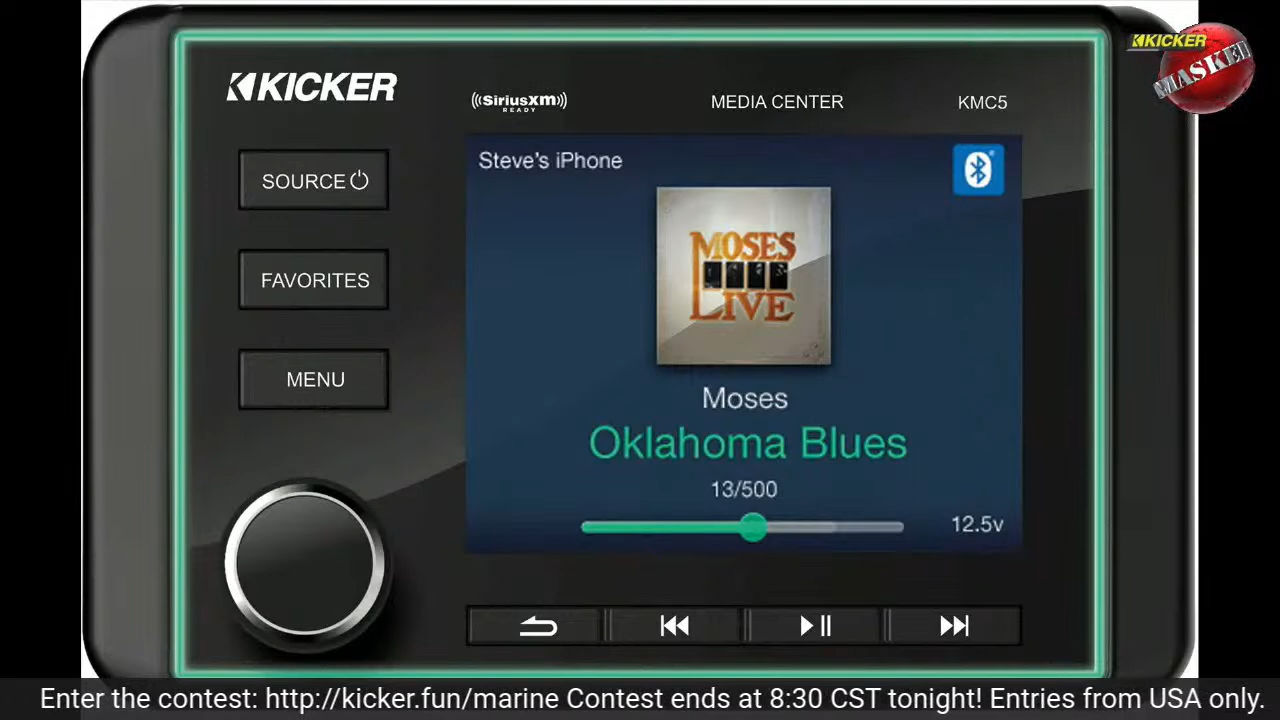 KICKER
SiriusXM
READY
MEDIA CENTER
KMC5
KICKER
MASKED
SOURCE
FAVORITES
MENU
Steve's iPhone
MOSES
LIVE
Moses
Oklahoma Blues
13/500
12.5v
Enter the contest: http://kicker.fun/marine Contest ends at 8:30 CST tonight! Entries from USA only.